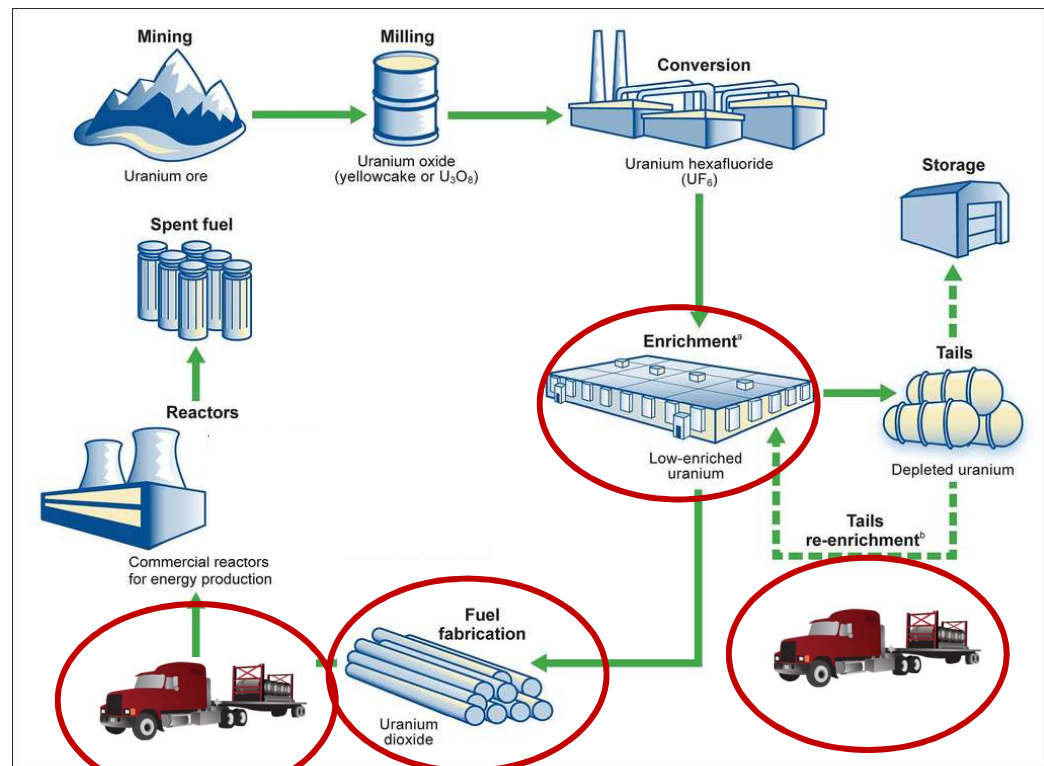 Mining
Uranium ore
Milling
Uranium oxide
(yellowcake or U₃O₈)
Conversion
Uranium hexafluoride
(UF₆)
Storage
Spent fuel
Enrichmentᵃ
Low-enriched
uranium
Tails
Depleted uranium
Reactors
Commercial reactors
for energy production
Tails
re-enrichmentᵇ
Fuel
fabrication
Uranium
dioxide